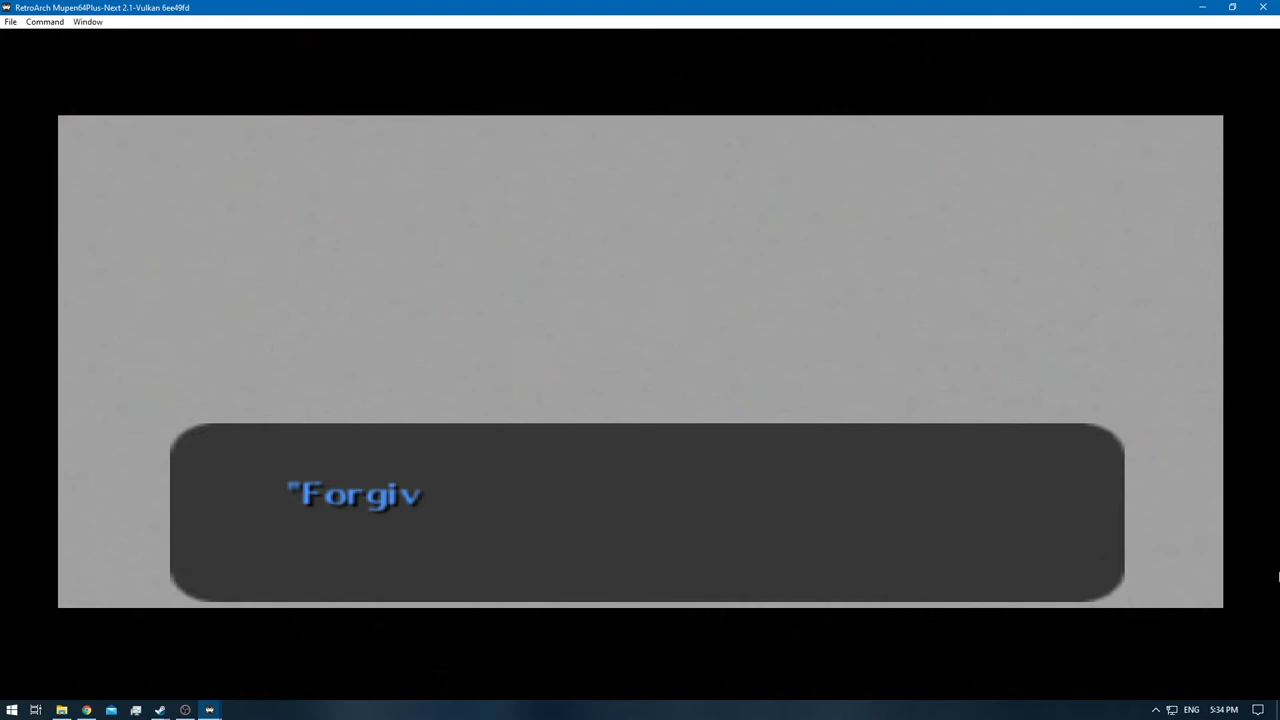 RetroArch Mupen64Plus-Next 2.1-Vulkan 6ee49fd
File Command Window
"Forgiv
ENG 5:34 PM